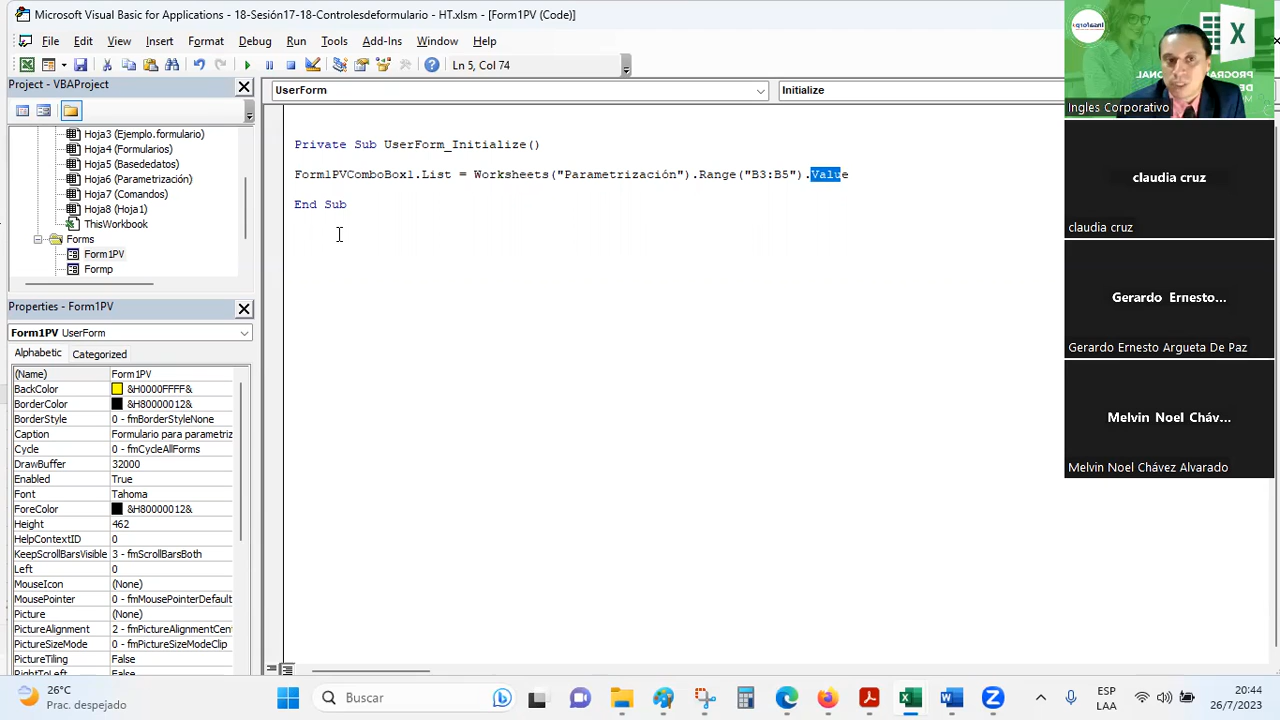 Microsoft Visual Basic for Applications - 18-Sesión17-18-Controlesdeformulario - HT.xlsm - [Form1PV (Code)]
File Edit View Insert Format Debug Run Tools Add-Ins Window Help
Ln 5, Col 74
Project - VBAProject
UserForm
Initialize
Hoja3 (Ejemplo.formulario)
Hoja4 (Formularios)
Hoja5 (Basededatos)
Hoja6 (Parametrización)
Hoja7 (Comandos)
Hoja8 (Hoja1)
ThisWorkbook
Forms
Form1PV
Formp
Private Sub UserForm_Initialize()
Form1PVComboBox1.List = Worksheets("Parametrización").Range("B3:B5").Value
End Sub
Properties - Form1PV
Form1PV UserForm
Alphabetic Categorized
(Name) Form1PV
BackColor &H0000FFFF&
BorderColor &H80000012&
BorderStyle 0 - fmBorderStyleNone
Caption Formulario para parametriz
Cycle 0 - fmCycleAllForms
DrawBuffer 32000
Enabled True
Font Tahoma
ForeColor &H80000012&
Height 462
HelpContextID 0
KeepScrollBarsVisible 3 - fmScrollBarsBoth
Left 0
MouseIcon (None)
MousePointer 0 - fmMousePointerDefault
Picture (None)
PictureAlignment 2 - fmPictureAlignmentCen
PictureSizeMode 0 - fmPictureSizeModeClip
PictureTiling False
RightToLeft False
Ingles Corporativo
claudia cruz
claudia cruz
Gerardo Ernesto...
Gerardo Ernesto Argueta De Paz
Melvin Noel Cháv...
Melvin Noel Chávez Alvarado
26°C
Prac. despejado
Buscar
ESP
LAA
20:44
26/7/2023